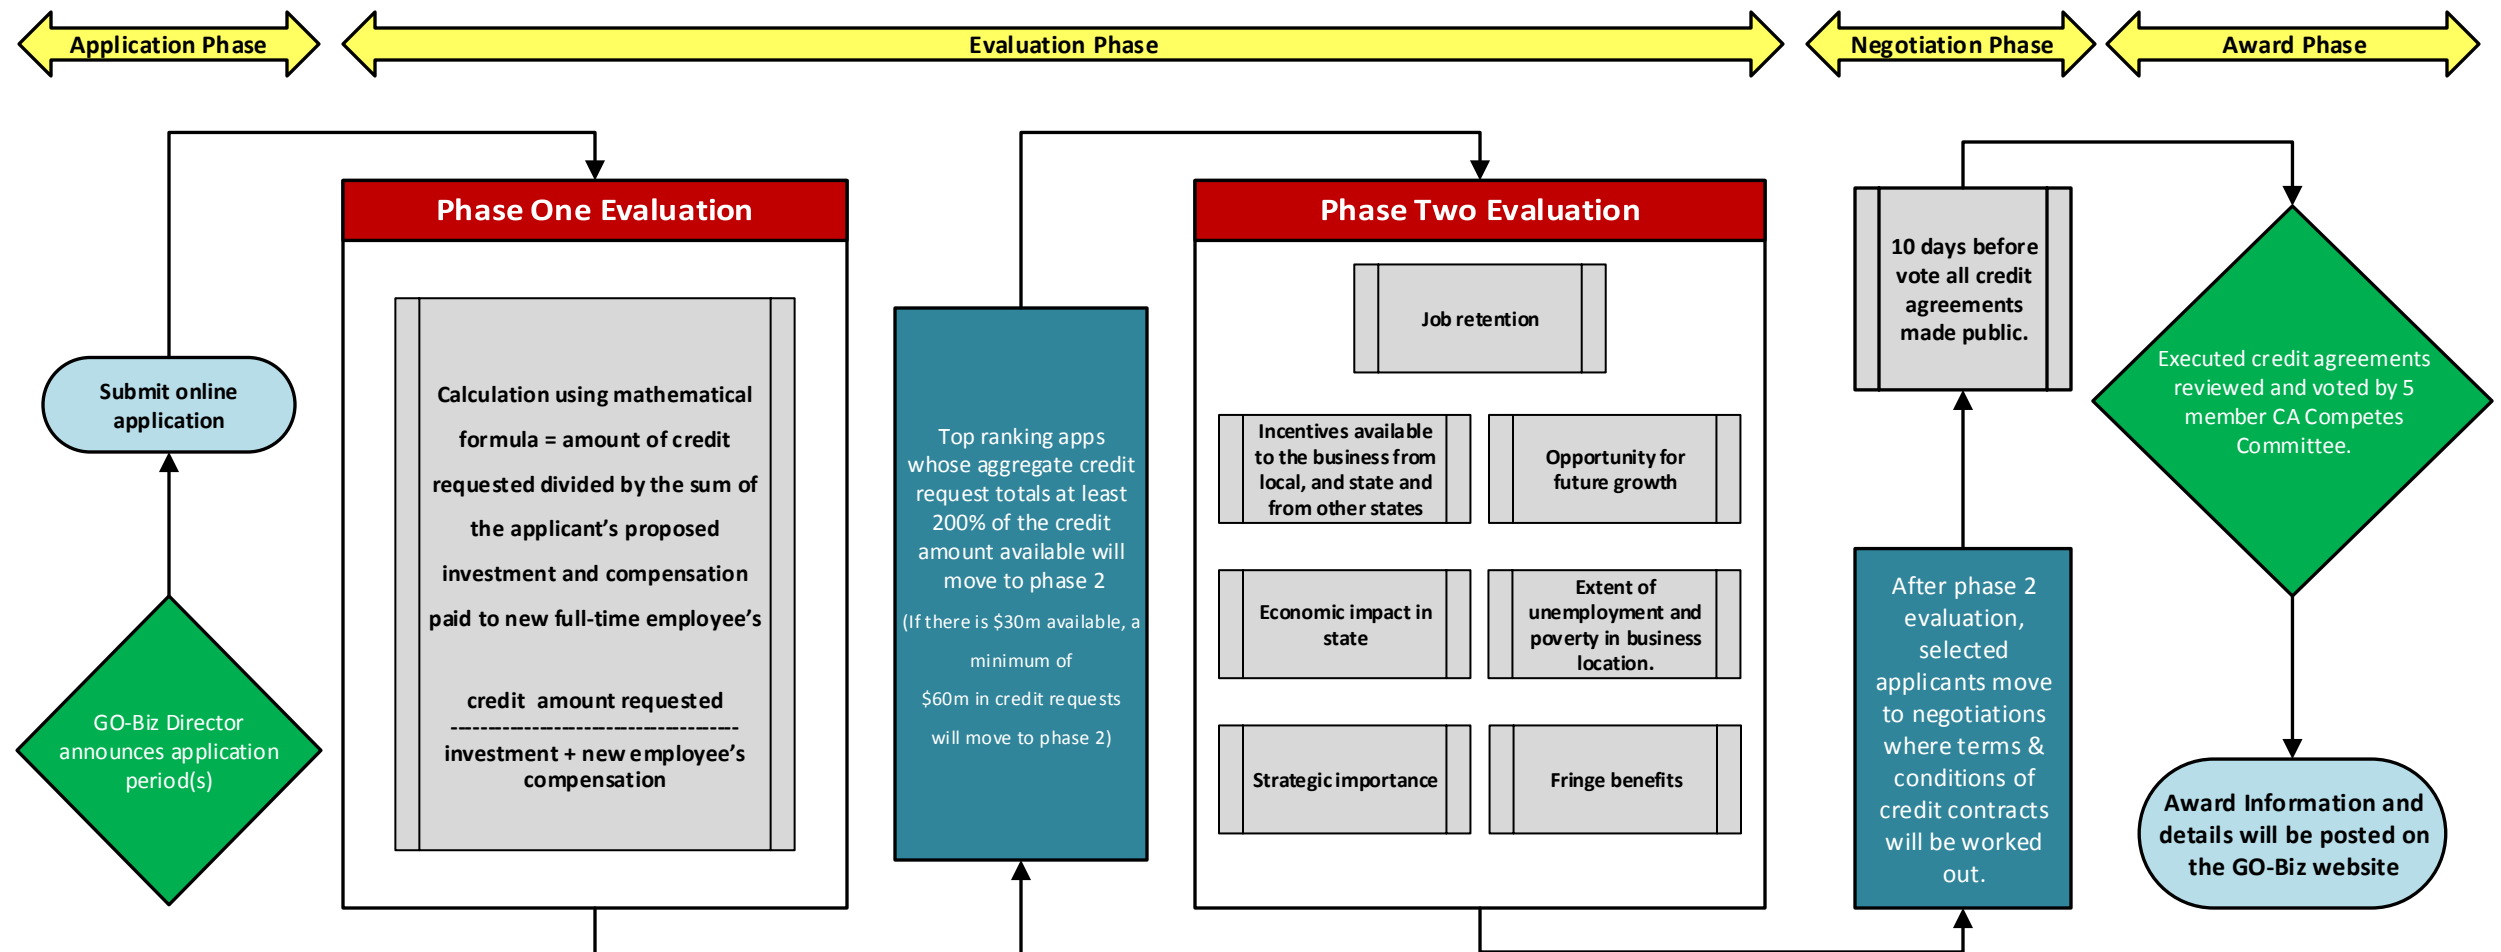 Application Phase
Evaluation Phase
Negotiation Phase
Award Phase
GO-Biz Director
announces application
period(s)
Submit online
application
Phase One Evaluation
Calculation using mathematical
formula = amount of credit
requested divided by the sum of
the applicant’s proposed
investment and compensation
paid to new full-time employee’s
credit amount requested
---------------------------------------
investment + new employee’s
compensation
Top ranking apps
whose aggregate credit
request totals at least
200% of the credit
amount available will
move to phase 2
(If there is $30m available, a
minimum of
$60m in credit requests
will move to phase 2)
Phase Two Evaluation
Job retention
Incentives available
to the business from
local, and state and
from other states
Opportunity for
future growth
Economic impact in
state
Extent of
unemployment and
poverty in business
location.
Strategic importance
Fringe benefits
After phase 2
evaluation,
selected
applicants move
to negotiations
where terms &
conditions of
credit contracts
will be worked
out.
10 days before
vote all credit
agreements
made public.
Executed credit agreements
reviewed and voted by 5
member CA Competes
Committee.
Award Information and
details will be posted on
the GO-Biz website